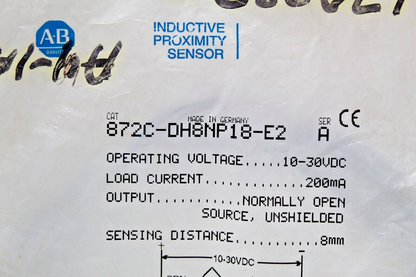 A-B
QUALITY
INDUCTIVE
PROXIMITY
SENSOR
CAT
MADE IN GERMANY
SER
CE
872C-DH8NP18-E2
A
OPERATING VOLTAGE.....10-30VDC
LOAD CURRENT............200mA
OUTPUT...........NORMALLY OPEN
SOURCE, UNSHIELDED
SENSING DISTANCE..........8mm
10-30VDC